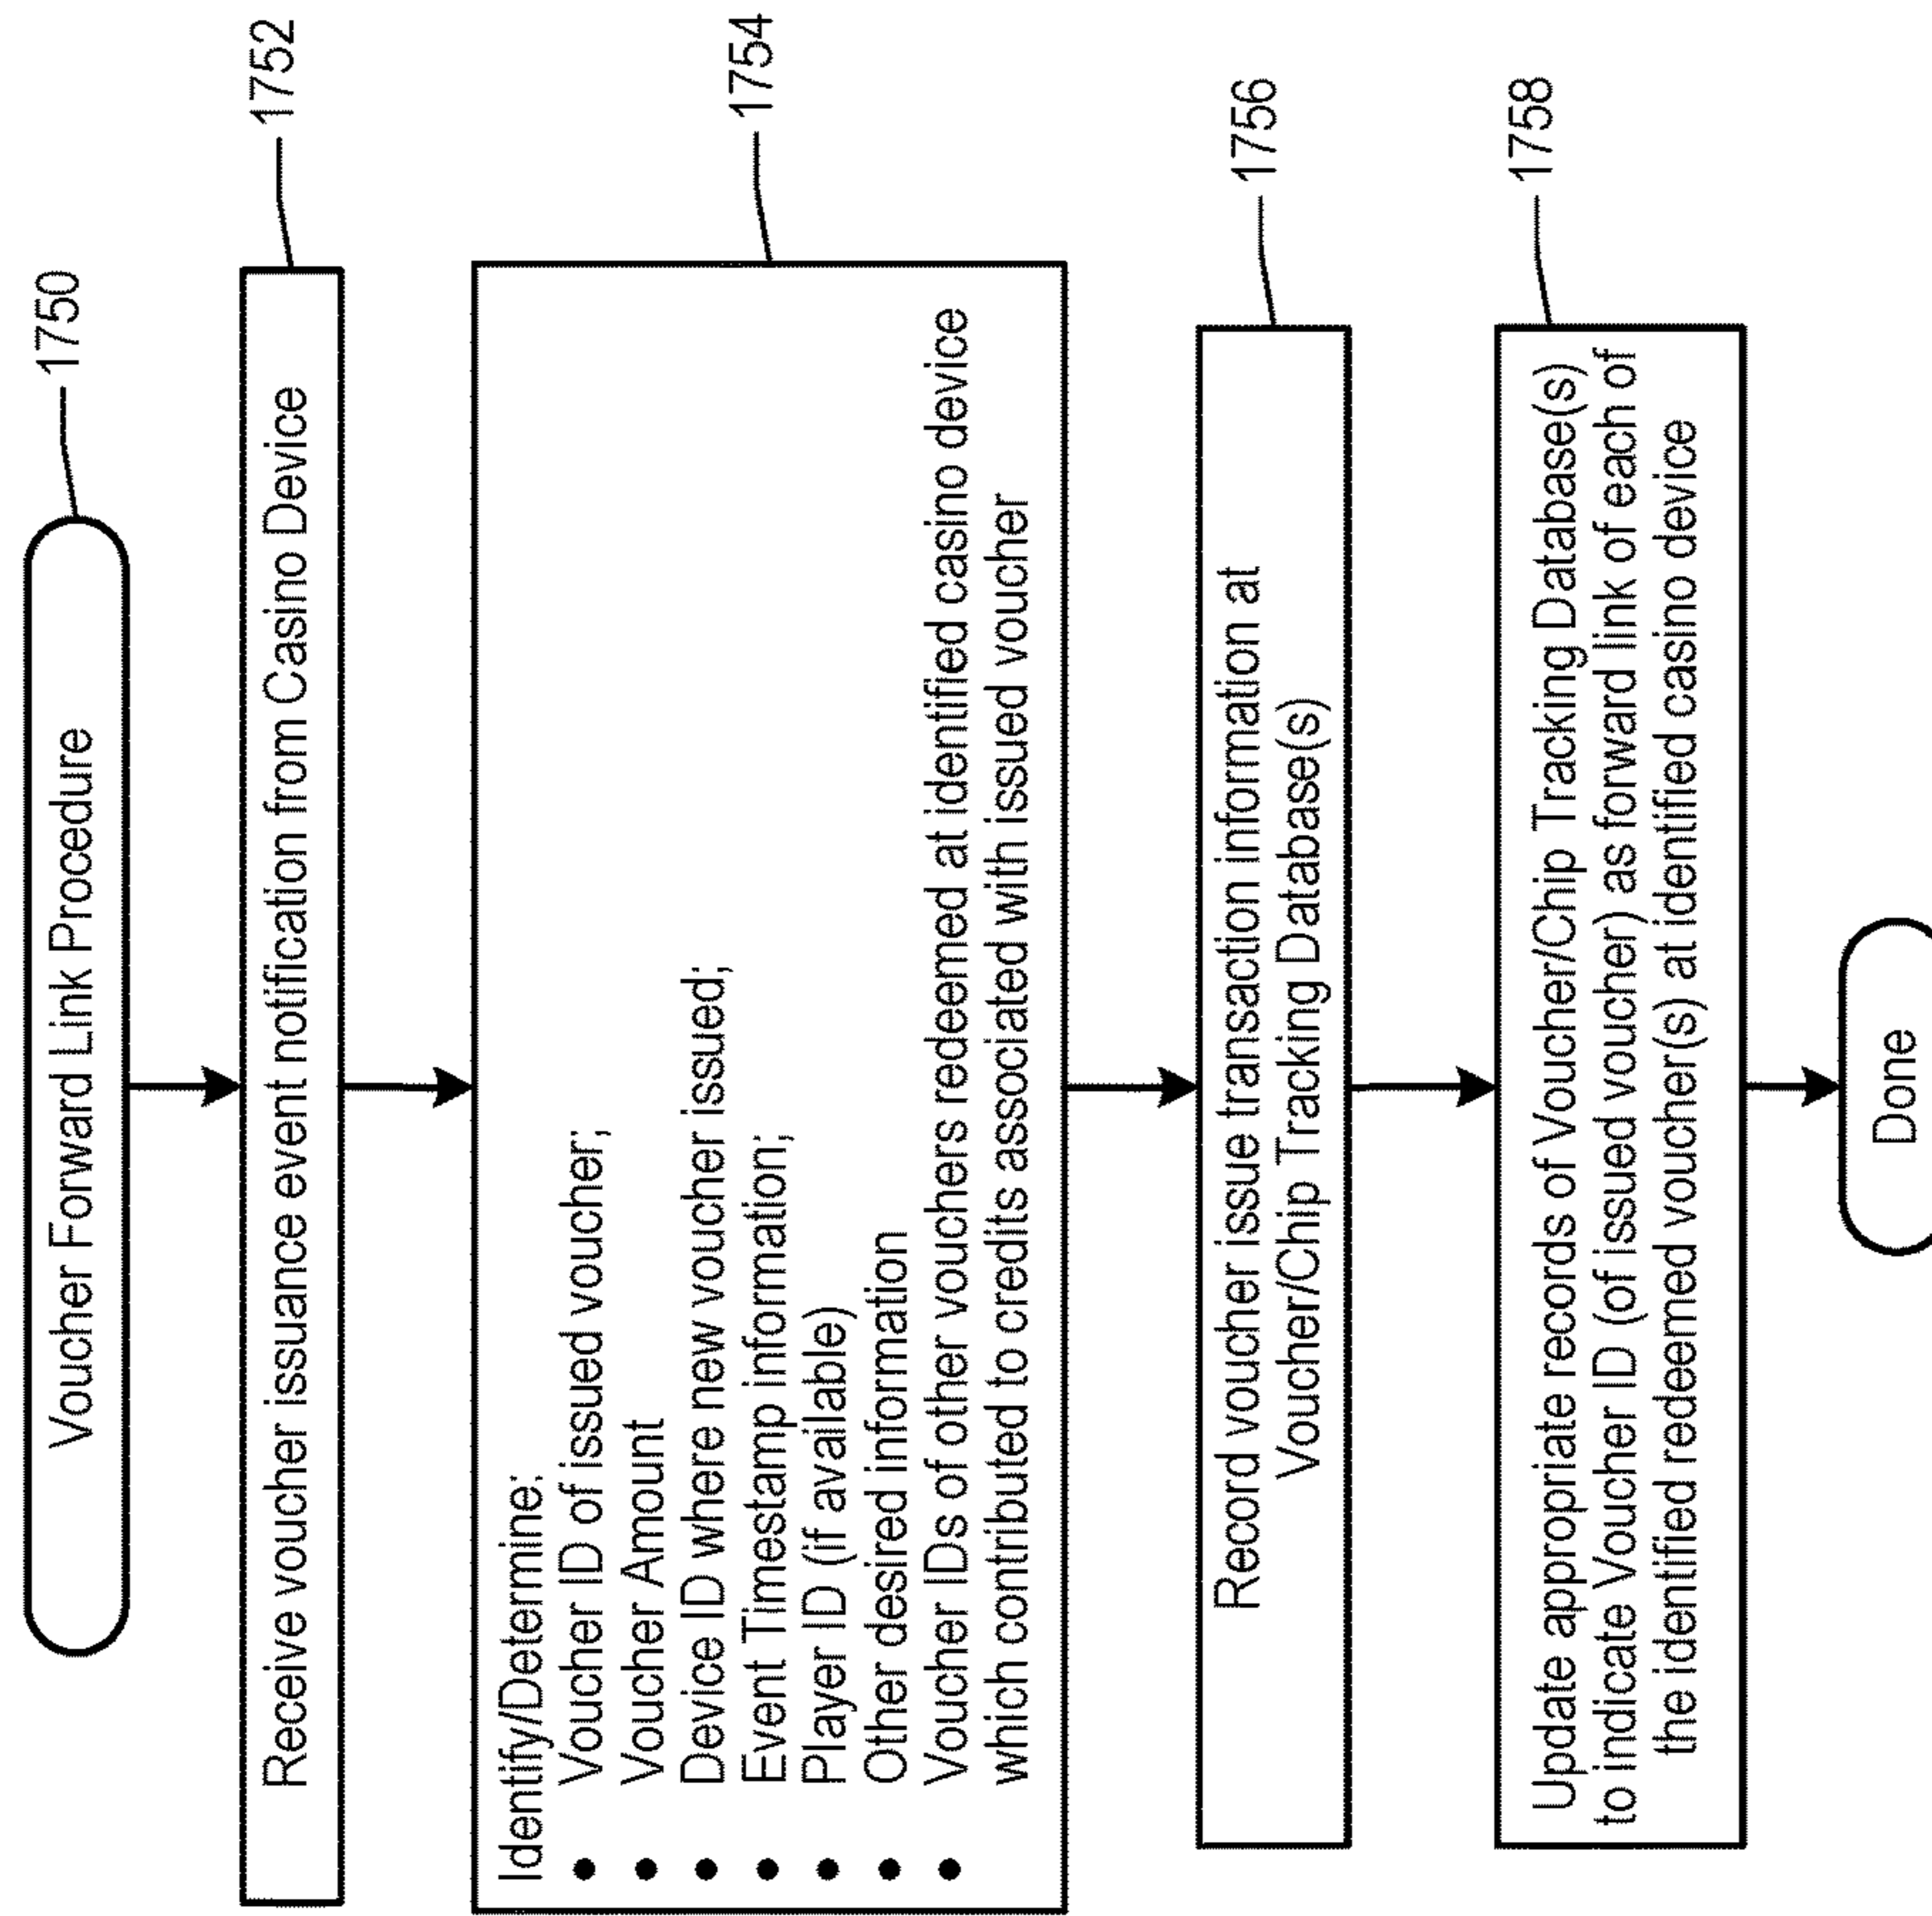 Voucher Forward Link Procedure
1750
Receive voucher issuance event notification from Casino Device
1752
Identify/Determine:
● Voucher ID of issued voucher;
● Voucher Amount
● Device ID where new voucher issued;
● Event Timestamp information;
● Player ID (if available)
● Other desired information
● Voucher IDs of other vouchers redeemed at identified casino device
which contributed to credits associated with issued voucher
1754
Record voucher issue transaction information at
Voucher/Chip Tracking Database(s)
1756
Update appropriate records of Voucher/Chip Tracking Database(s)
to indicate Voucher ID (of issued voucher) as forward link of each of
the identified redeemed voucher(s) at identified casino device
1758
Done